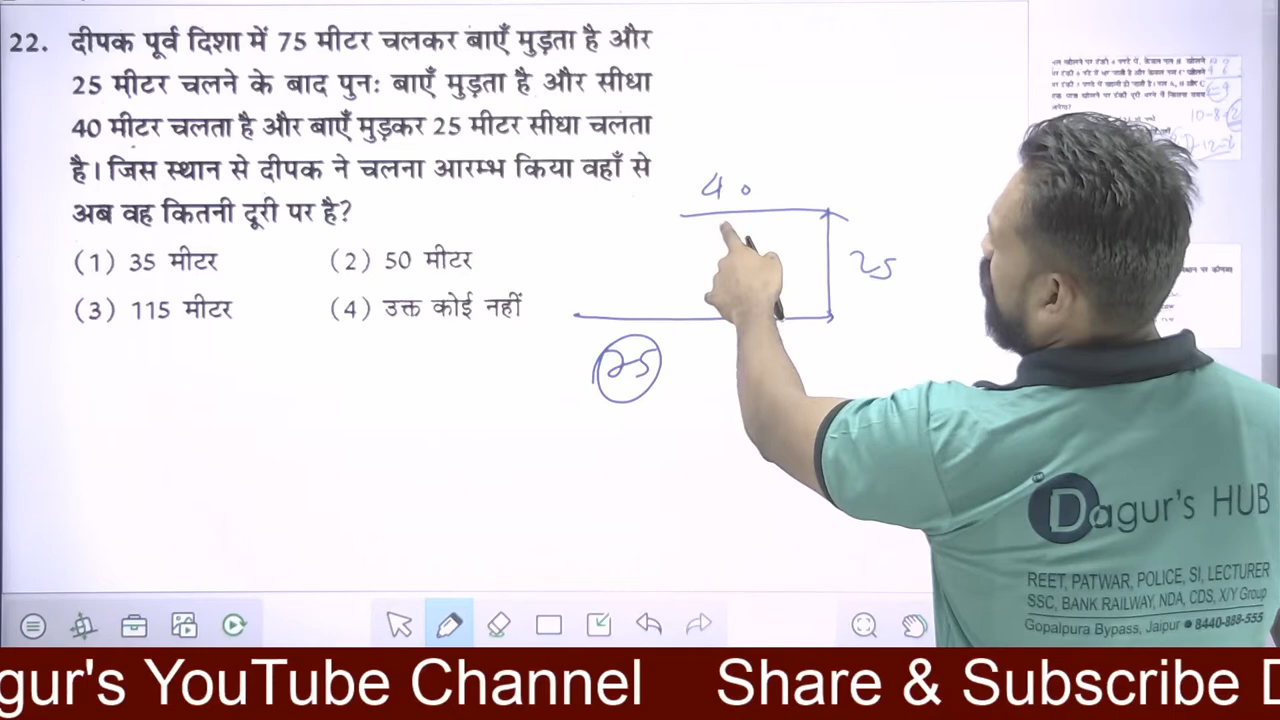 22. दीपक पूर्व दिशा में 75 मीटर चलकर बाएँ मुड़ता है और
25 मीटर चलने के बाद पुनः बाएँ मुड़ता है और सीधा
40 मीटर चलता है और बाएँ मुड़कर 25 मीटर सीधा चलता
है। जिस स्थान से दीपक ने चलना आरम्भ किया वहाँ से
अब वह कितनी दूरी पर है?
(1) 35 मीटर (2) 50 मीटर
(3) 115 मीटर (4) उक्त कोई नहीं
40
25
10-8=2
Dagur's HUB
REET, PATWAR, POLICE, SI, LECTURER
SSC, BANK RAILWAY, NDA, CDS, X/Y Group
Gopalpura Bypass, Jaipur ● 8440-888-555
gur's YouTube Channel Share & Subscribe D